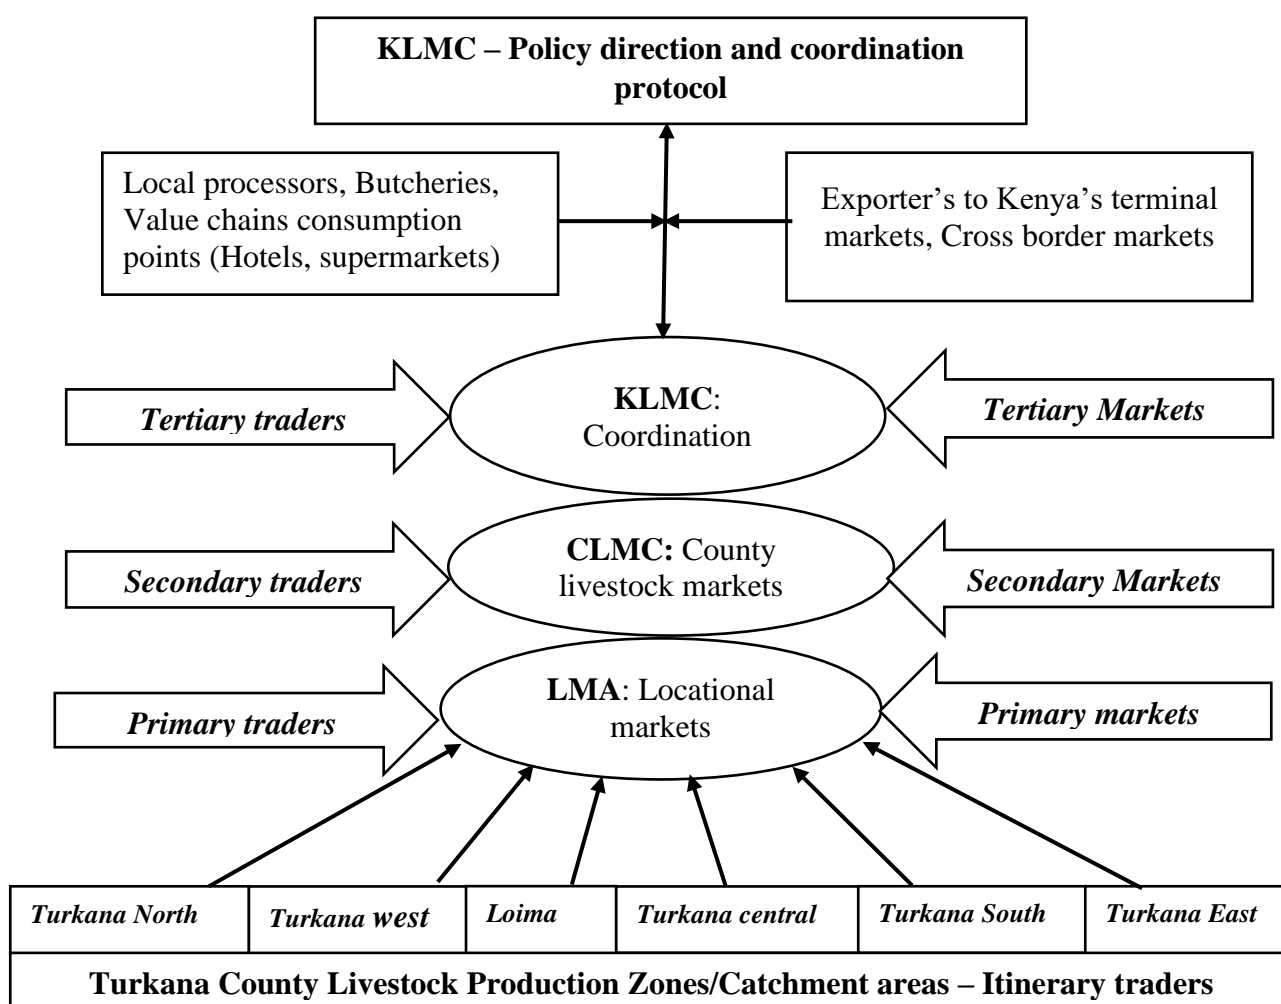 KLMC – Policy direction and coordination
protocol
Local processors, Butcheries,
Value chains consumption
points (Hotels, supermarkets)
Exporter’s to Kenya’s terminal
markets, Cross border markets
Tertiary traders
KLMC:
Coordination
Tertiary Markets
Secondary traders
CLMC: County
livestock markets
Secondary Markets
Primary traders
LMA: Locational
markets
Primary markets
Turkana North
Turkana west
Loima
Turkana central
Turkana South
Turkana East
Turkana County Livestock Production Zones/Catchment areas – Itinerary traders